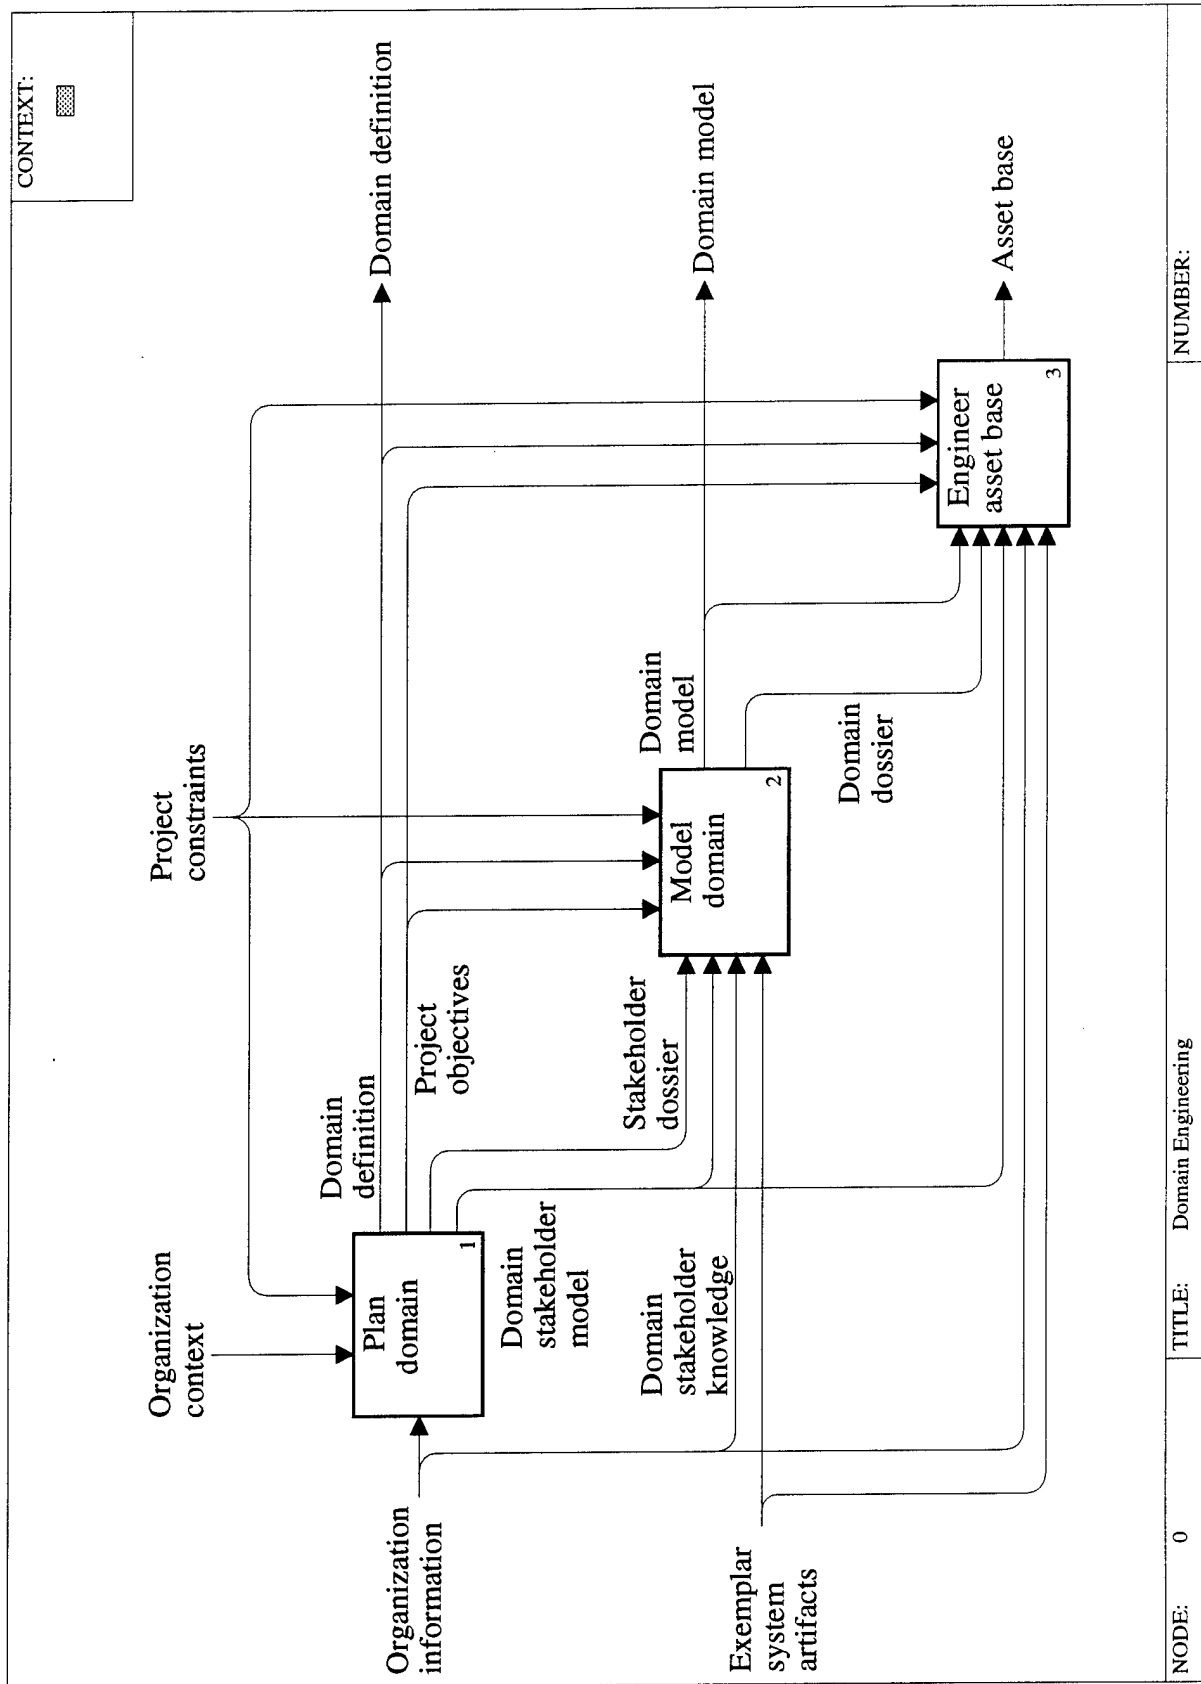 CONTEXT:
Organization
context
Project
constraints
Domain
definition
Domain definition
Plan
domain
1
Project
objectives
Organization
information
Domain
stakeholder
model
Stakeholder
dossier
Domain
stakeholder
knowledge
Model
domain
2
Domain
model
Domain model
Domain
dossier
Exemplar
system
artifacts
Engineer
asset base
3
Asset base
NODE: 0
TITLE: Domain Engineering
NUMBER: